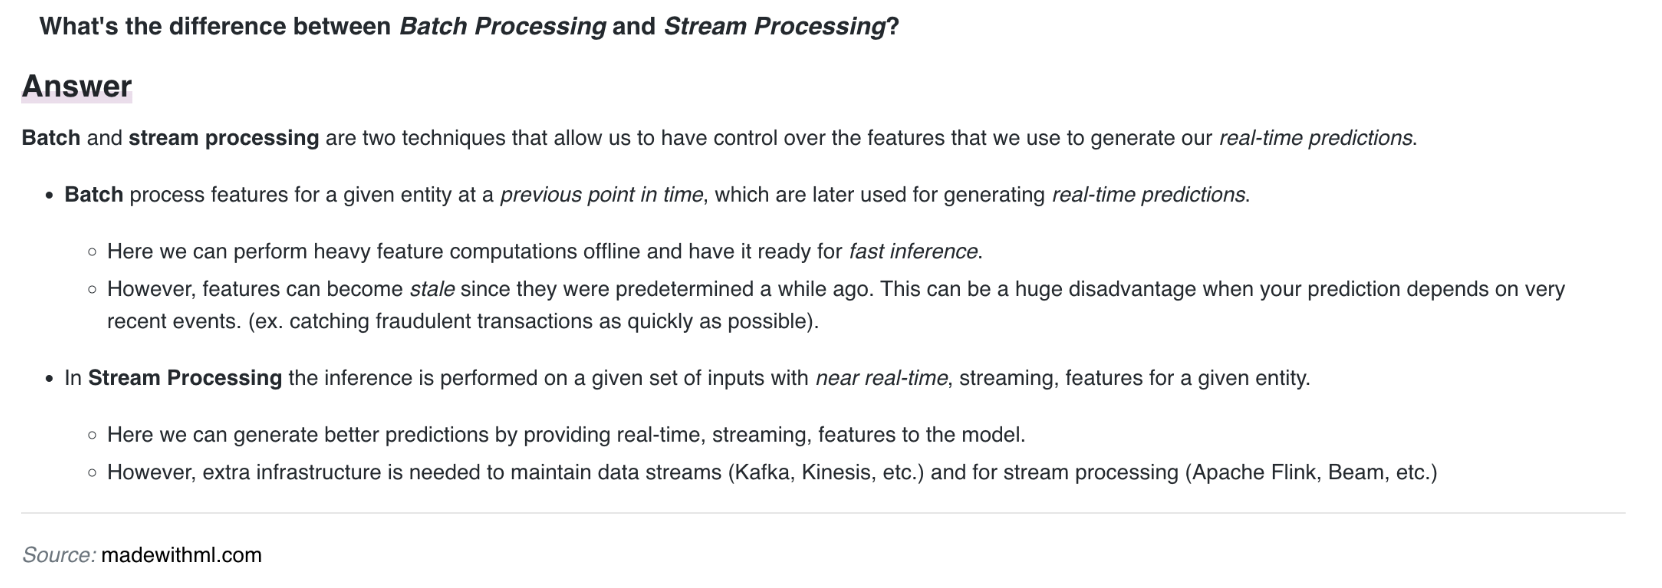 What's the difference between Batch Processing and Stream Processing?
Answer
Batch and stream processing are two techniques that allow us to have control over the features that we use to generate our real-time predictions.
• Batch process features for a given entity at a previous point in time, which are later used for generating real-time predictions.
◦ Here we can perform heavy feature computations offline and have it ready for fast inference.
◦ However, features can become stale since they were predetermined a while ago. This can be a huge disadvantage when your prediction depends on very
recent events. (ex. catching fraudulent transactions as quickly as possible).
• In Stream Processing the inference is performed on a given set of inputs with near real-time, streaming, features for a given entity.
◦ Here we can generate better predictions by providing real-time, streaming, features to the model.
◦ However, extra infrastructure is needed to maintain data streams (Kafka, Kinesis, etc.) and for stream processing (Apache Flink, Beam, etc.)
Source: madewithml.com